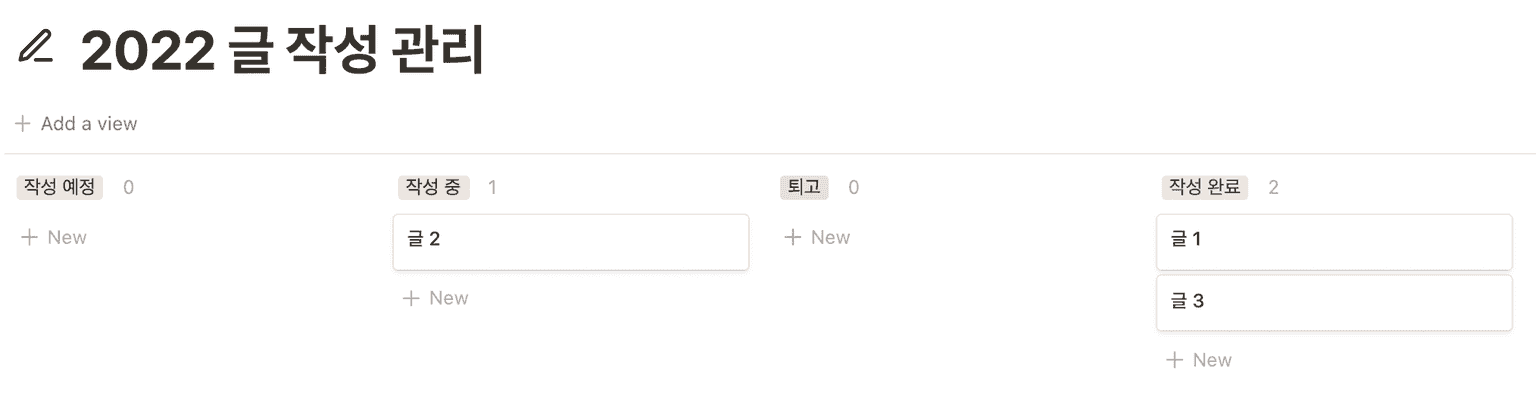 2022 글 작성 관리
+ Add a view
작성 예정 0
+ New
작성 중 1
글 2
+ New
퇴고 0
+ New
작성 완료 2
글 1
글 3
+ New